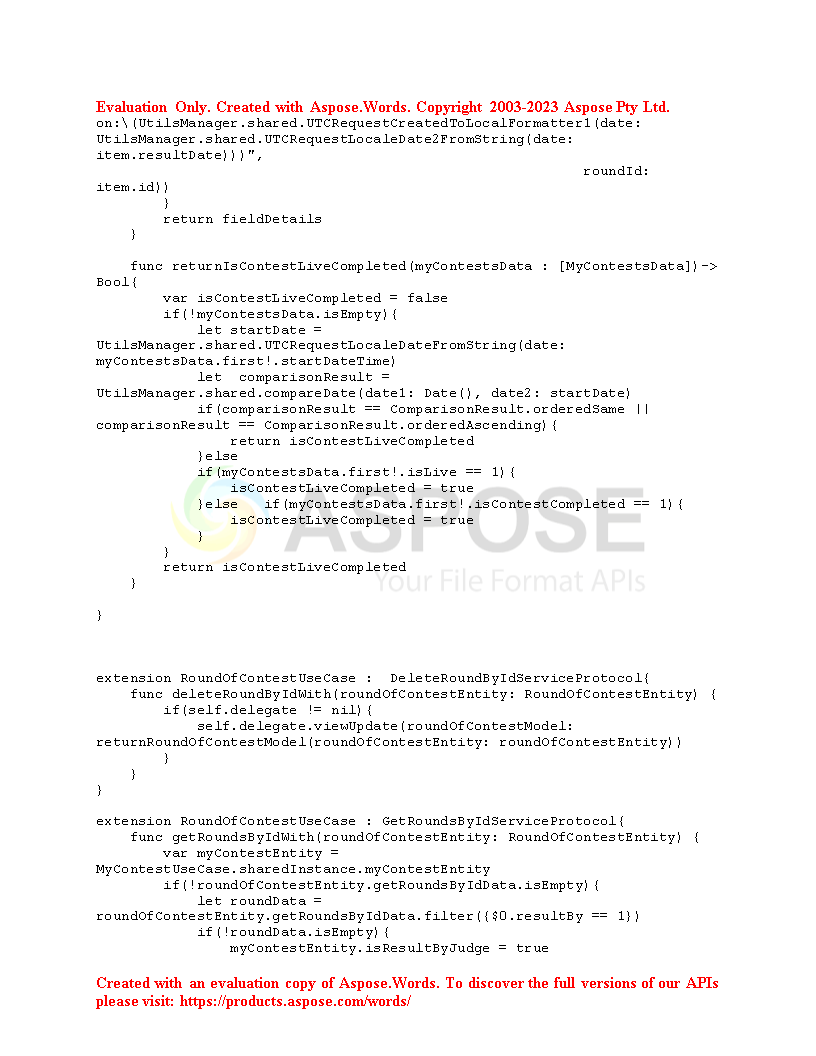 Evaluation Only. Created with Aspose.Words. Copyright 2003-2023 Aspose Pty Ltd.
on:\(UtilsManager.shared.UTCRequestCreatedToLocalFormatter1(date:
UtilsManager.shared.UTCRequestLocaleDate2FromString(date:
item.resultDate)))",
                                                          roundId:
item.id))
        }
        return fieldDetails
    }

    func returnIsContestLiveCompleted(myContestsData : [MyContestsData])->
Bool{
        var isContestLiveCompleted = false
        if(!myContestsData.isEmpty){
            let startDate =
UtilsManager.shared.UTCRequestLocaleDateFromString(date:
myContestsData.first!.startDateTime)
            let  comparisonResult =
UtilsManager.shared.compareDate(date1: Date(), date2: startDate)
            if(comparisonResult == ComparisonResult.orderedSame ||
comparisonResult == ComparisonResult.orderedAscending){
                return isContestLiveCompleted
            }else
            if(myContestsData.first!.isLive == 1){
                isContestLiveCompleted = true
            }else   if(myContestsData.first!.isContestCompleted == 1){
                isContestLiveCompleted = true
            }
        }
        return isContestLiveCompleted
    }

}

ASPOSE
Your File Format APIs

extension RoundOfContestUseCase :  DeleteRoundByIdServiceProtocol{
    func deleteRoundByIdWith(roundOfContestEntity: RoundOfContestEntity) {
        if(self.delegate != nil){
            self.delegate.viewUpdate(roundOfContestModel:
returnRoundOfContestModel(roundOfContestEntity: roundOfContestEntity))
        }
    }
}

extension RoundOfContestUseCase : GetRoundsByIdServiceProtocol{
    func getRoundsByIdWith(roundOfContestEntity: RoundOfContestEntity) {
        var myContestEntity =
MyContestUseCase.sharedInstance.myContestEntity
        if(!roundOfContestEntity.getRoundsByIdData.isEmpty){
            let roundData =
roundOfContestEntity.getRoundsByIdData.filter({$0.resultBy == 1})
            if(!roundData.isEmpty){
                myContestEntity.isResultByJudge = true

Created with an evaluation copy of Aspose.Words. To discover the full versions of our APIs
please visit: https://products.aspose.com/words/